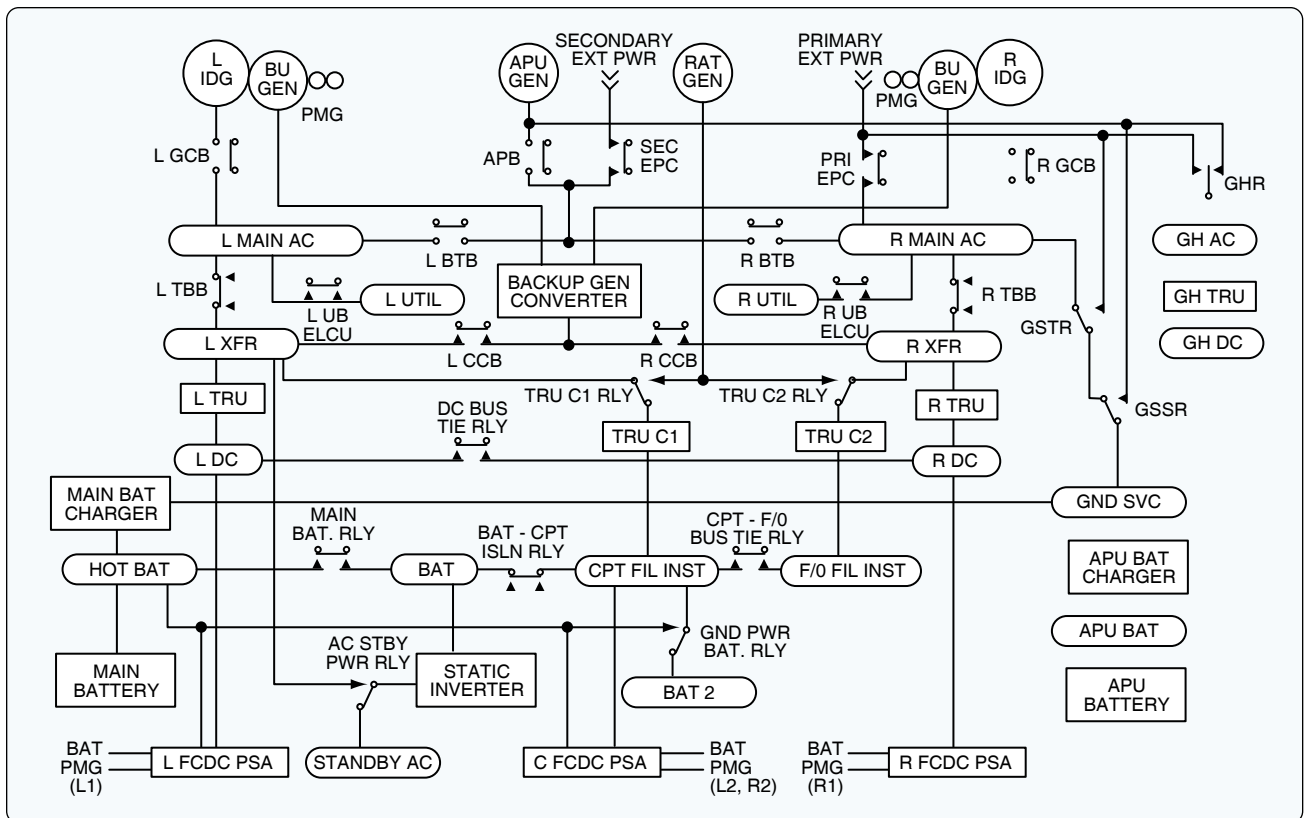 L
IDG
BU
GEN
PMG
APU
GEN
SECONDARY
EXT PWR
RAT
GEN
PRIMARY
EXT PWR
PMG
BU
GEN
R
IDG
L GCB
APB
SEC
EPC
PRI
EPC
R GCB
GHR
L MAIN AC
L BTB
R BTB
R MAIN AC
GH AC
L TBB
L UB
ELCU
L UTIL
BACKUP GEN
CONVERTER
R UTIL
R UB
ELCU
R TBB
GSTR
GH TRU
GH DC
L XFR
L CCB
R CCB
R XFR
L TRU
TRU C1 RLY
TRU C2 RLY
R TRU
GSSR
DC BUS
TIE RLY
TRU C1
TRU C2
L DC
R DC
MAIN BAT
CHARGER
GND SVC
MAIN
BAT. RLY
BAT - CPT
ISLN RLY
CPT - F/0
BUS TIE RLY
HOT BAT
BAT
CPT FIL INST
F/0 FIL INST
APU BAT
CHARGER
AC STBY
PWR RLY
GND PWR
BAT. RLY
APU BAT
MAIN
BATTERY
STATIC
INVERTER
BAT 2
APU
BATTERY
BAT
PMG
(L1)
L FCDC PSA
STANDBY AC
C FCDC PSA
BAT
PMG
(L2, R2)
BAT
PMG
(R1)
R FCDC PSA